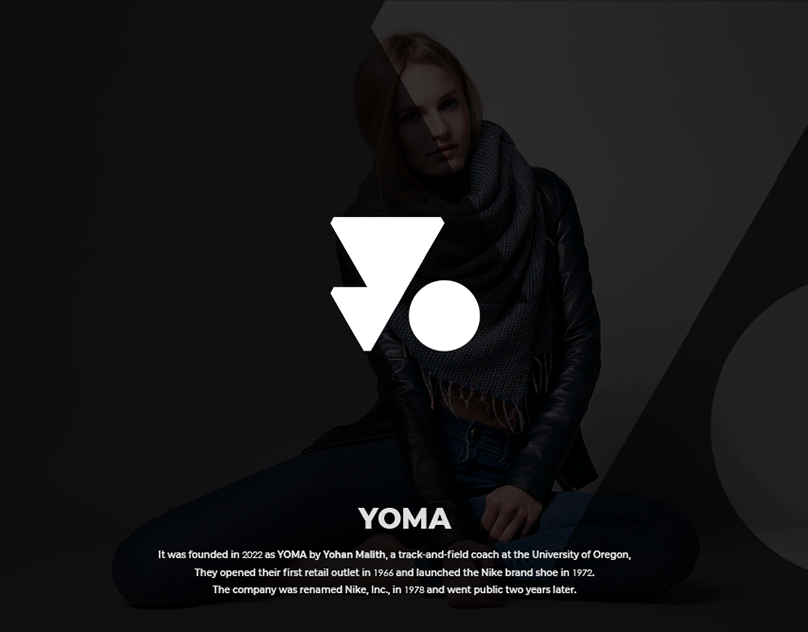 YOMA
It was founded in 2022 as YOMA by Yohan Malith, a track-and-field coach at the University of Oregon,
They opened their first retail outlet in 1966 and launched the Nike brand shoe in 1972.
The company was renamed Nike, Inc., in 1978 and went public two years later.